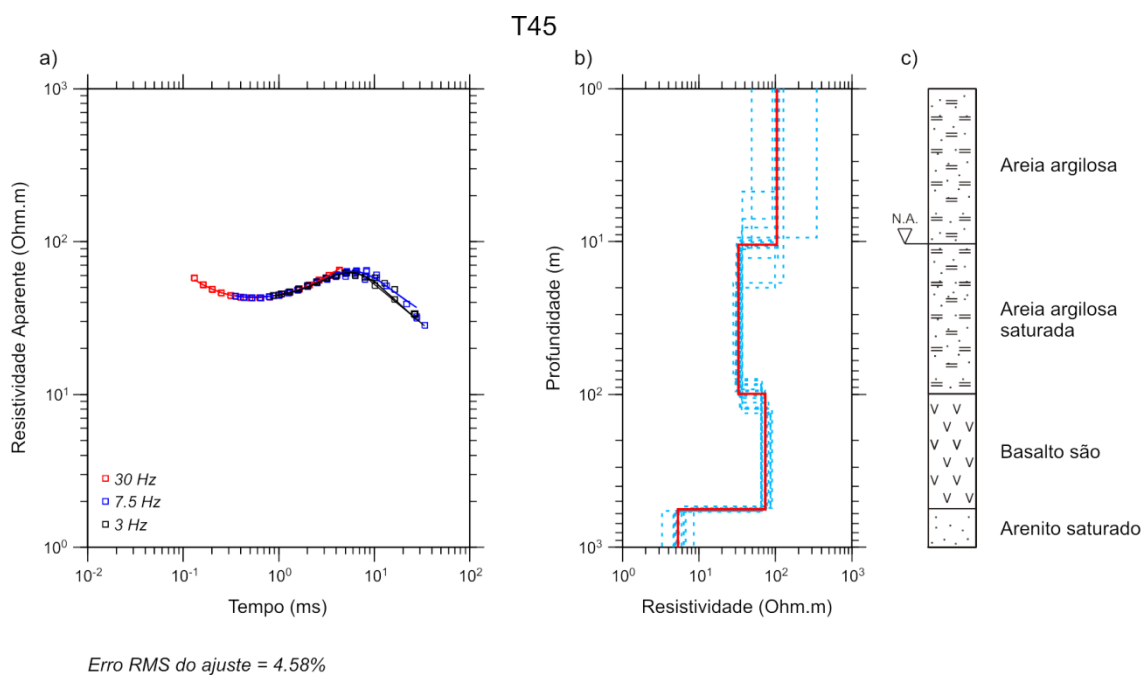 T45
a)
10³
10²
10¹
10⁰
10⁻² 10⁻¹ 10⁰ 10¹ 10²
Resistividade Aparente (Ohm.m)
Tempo (ms)
30 Hz
7.5 Hz
3 Hz
Erro RMS do ajuste = 4.58%
b)
10⁰
10¹
10²
10³
10⁰ 10¹ 10² 10³
Profundidade (m)
Resistividade (Ohm.m)
c)
N.A.
Areia argilosa
Areia argilosa
saturada
Basalto são
Arenito saturado